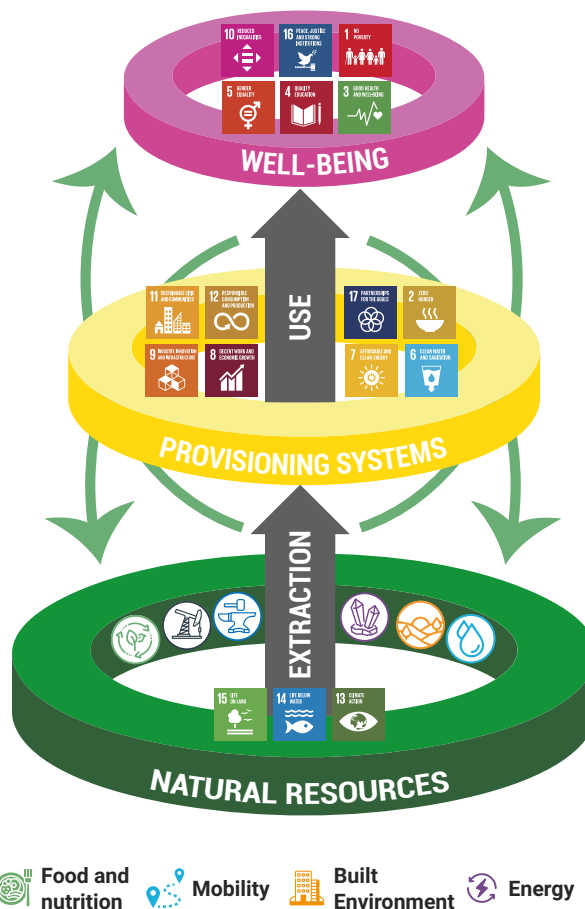 10 REDUCED
INEQUALITIES
16 PEACE, JUSTICE
AND STRONG
INSTITUTIONS
1 NO
POVERTY
5 GENDER
EQUALITY
4 QUALITY
EDUCATION
3 GOOD HEALTH
AND WELL-BEING
WELL-BEING
USE
11 SUSTAINABLE CITIES
AND COMMUNITIES
12 RESPONSIBLE
CONSUMPTION
AND PRODUCTION
17 PARTNERSHIPS
FOR THE GOALS
2 ZERO
HUNGER
9 INDUSTRY, INNOVATION
AND INFRASTRUCTURE
8 DECENT WORK AND
ECONOMIC GROWTH
7 AFFORDABLE AND
CLEAN ENERGY
6 CLEAN WATER
AND SANITATION
PROVISIONING SYSTEMS
EXTRACTION
15 LIFE
ON LAND
14 LIFE BELOW
WATER
13 CLIMATE
ACTION
NATURAL RESOURCES
Food and
nutrition
Mobility
Built
Environment
Energy